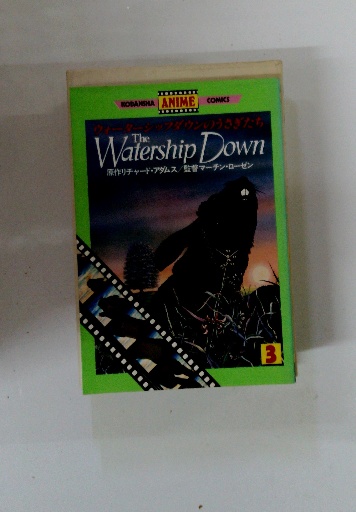 KODANSHA ANIME COMICS
ウォーターシップダウンのうさぎたち
The
Watership Down
原作リチャード・アダムス/監督マーチン・ローゼン
3